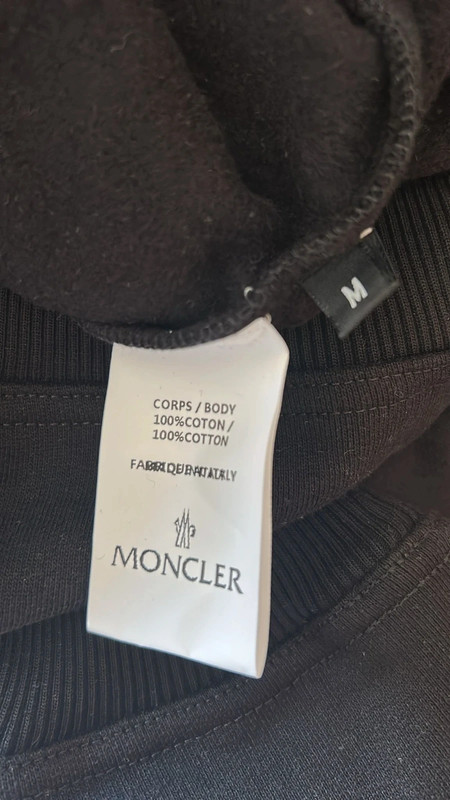 M
CORPS / BODY
100%COTON /
100%COTTON
MONCLER